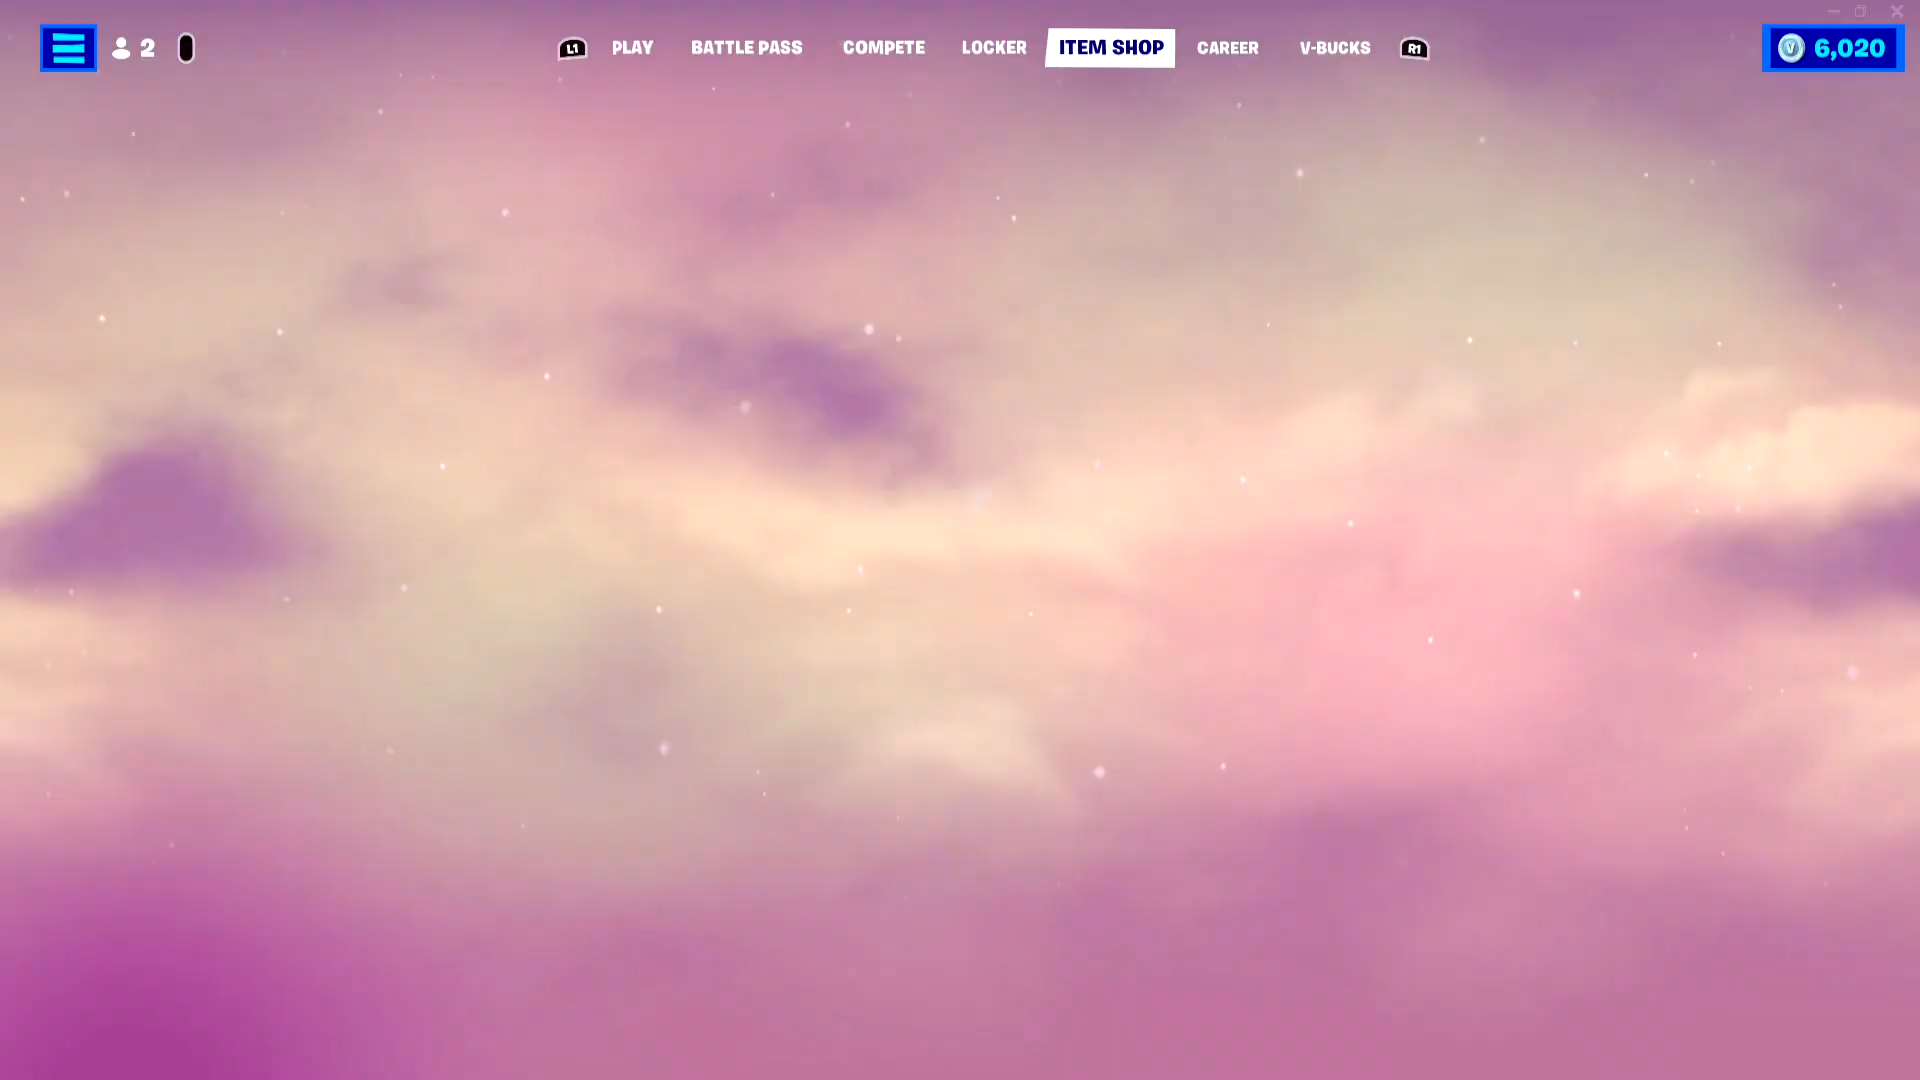 2
L1 PLAY BATTLE PASS COMPETE LOCKER ITEM SHOP CAREER V-BUCKS R1
V 6,020